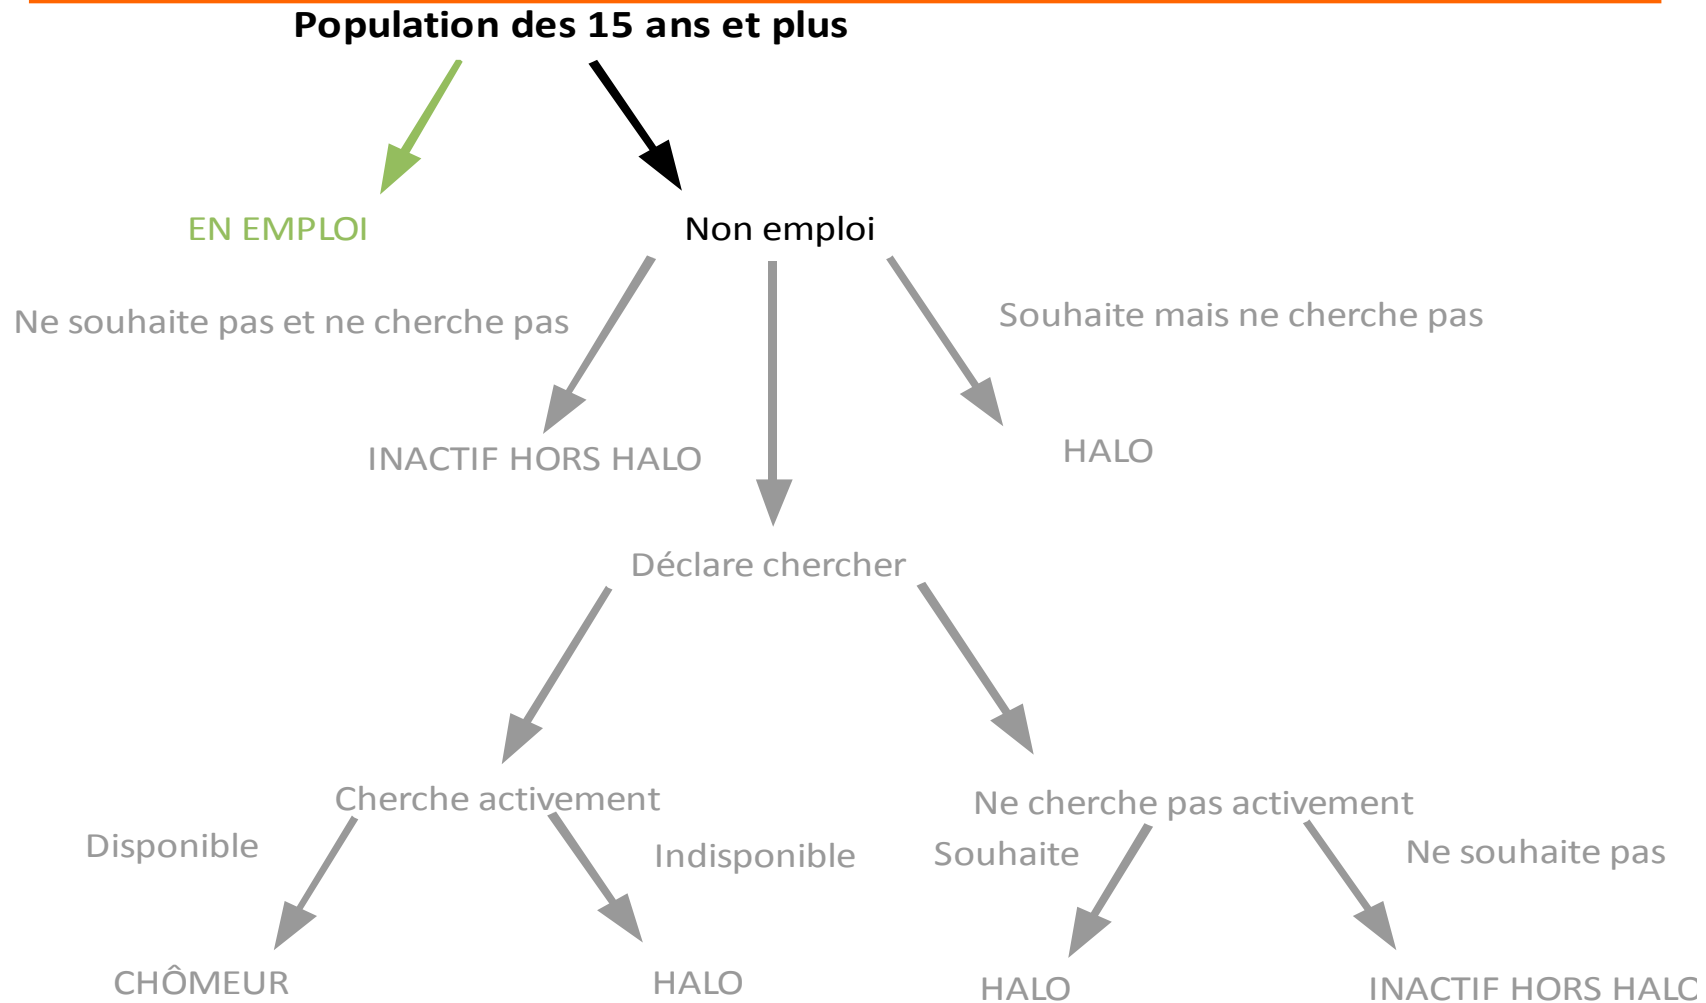 Population des 15 ans et plus
EN EMPLOI
Non emploi
Ne souhaite pas et ne cherche pas
Souhaite mais ne cherche pas
INACTIF HORS HALO
HALO
Déclare chercher
Cherche activement
Ne cherche pas activement
Disponible
Indisponible
Souhaite
Ne souhaite pas
CHÔMEUR
HALO
HALO
INACTIF HORS HALO